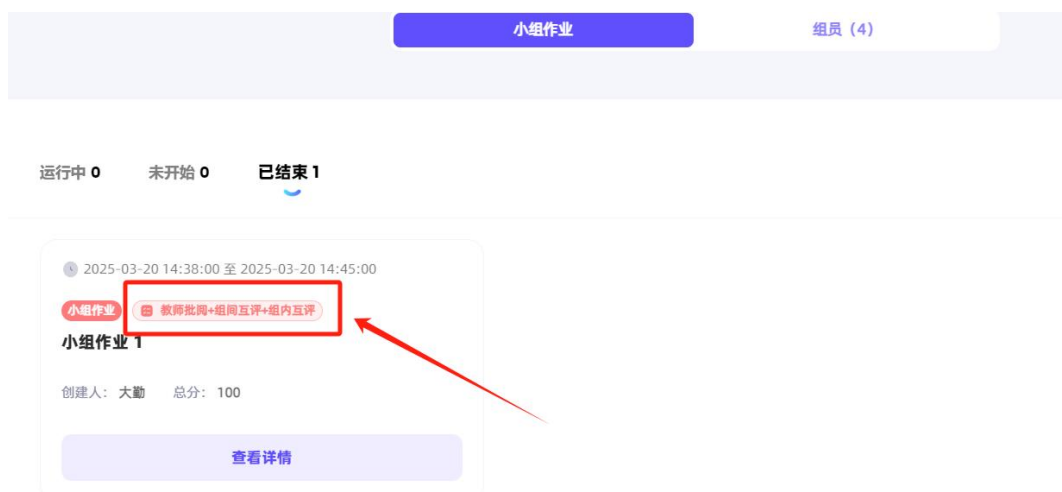 小组作业 组员（4）
运行中 0 未开始 0 已结束 1
2025-03-20 14:38:00 至 2025-03-20 14:45:00
小组作业 教师批阅+组间互评+组内互评
小组作业 1
创建人： 大勤 总分： 100
查看详情